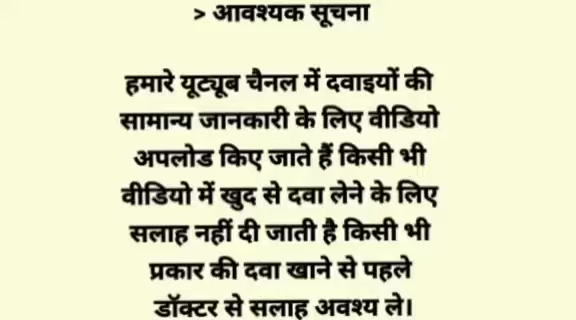 > आवश्यक सूचना
हमारे यूट्यूब चैनल में दवाइयों की
सामान्य जानकारी के लिए वीडियो
अपलोड किए जाते हैं किसी भी
वीडियो में खुद से दवा लेने के लिए
सलाह नहीं दी जाती है किसी भी
प्रकार की दवा खाने से पहले
डॉक्टर से सलाह अवश्य ले।